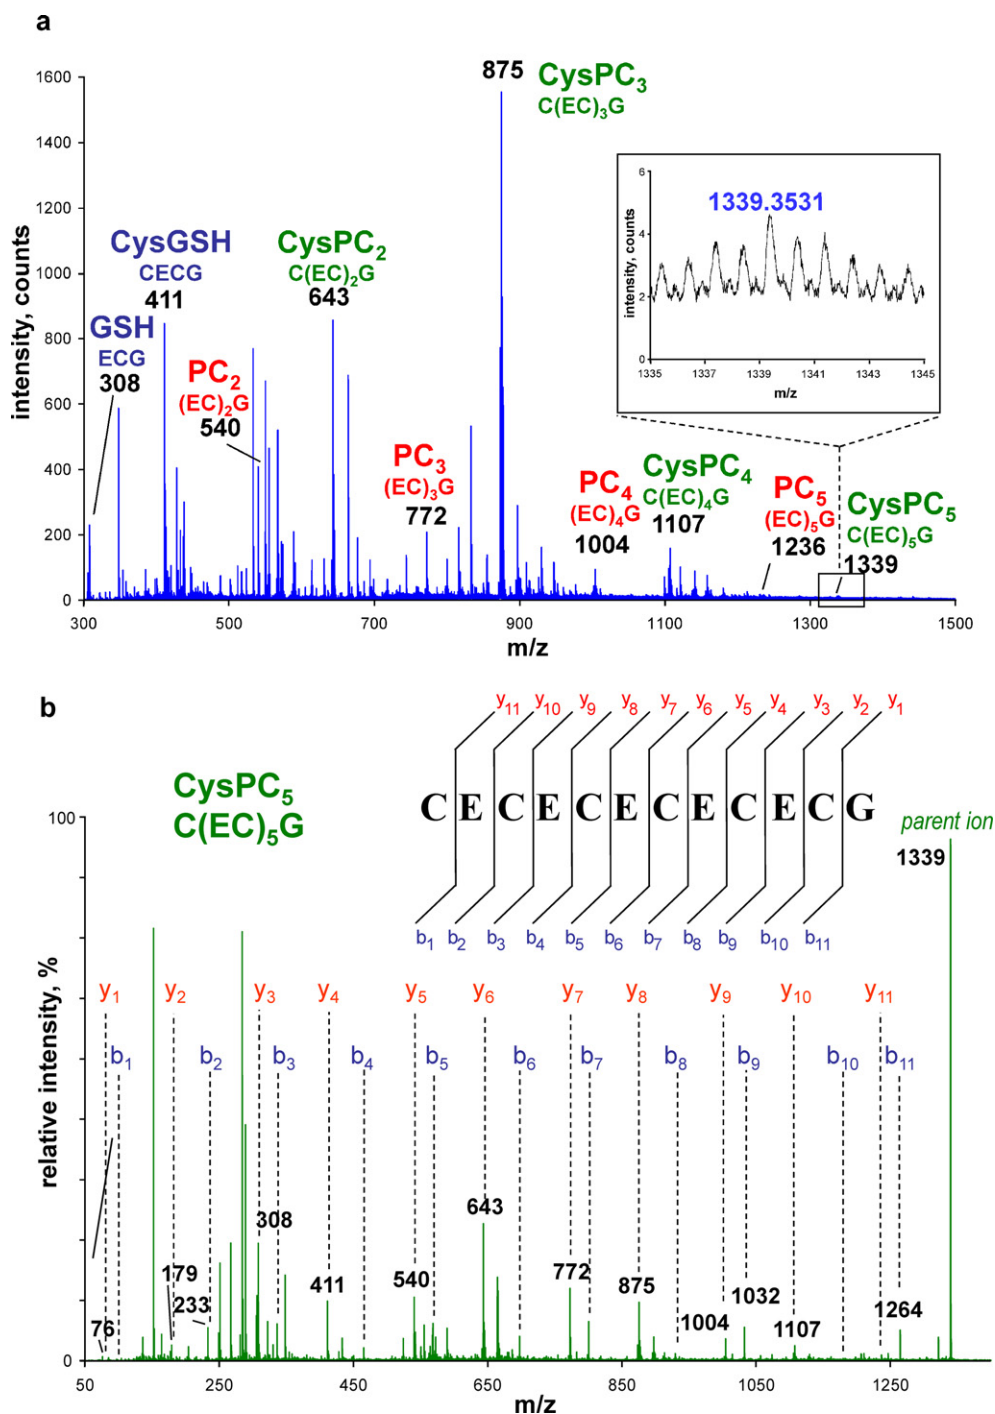 a
1600
1400
1200
1000
800
600
400
200
0
intensity, counts
300
500
700
900
1100
1300
1500
m/z
GSH
ECG
308
CysGSH
CECG
411
PC2
(EC)2G
540
CysPC2
C(EC)2G
643
PC3
(EC)3G
772
875
CysPC3
C(EC)3G
PC4
(EC)4G
1004
CysPC4
C(EC)4G
1107
PC5
(EC)5G
1236
CysPC5
C(EC)5G
1339
6
4
2
0
intensity, counts
1339.3531
1335
1337
1339
1341
1343
1345
m/z
b
CysPC5
C(EC)5G
y11 y10 y9 y8 y7 y6 y5 y4 y3 y2 y1
C E C E C E C E C E C G
b1 b2 b3 b4 b5 b6 b7 b8 b9 b10 b11
parent ion
1339
100
0
relative intensity, %
y1 y2 y3 y4 y5 y6 y7 y8 y9 y10 y11
b1 b2 b3 b4 b5 b6 b7 b8 b9 b10 b11
76
179
233
308
411
540
643
772
875
1004
1032
1107
1264
50
250
450
650
850
1050
1250
m/z